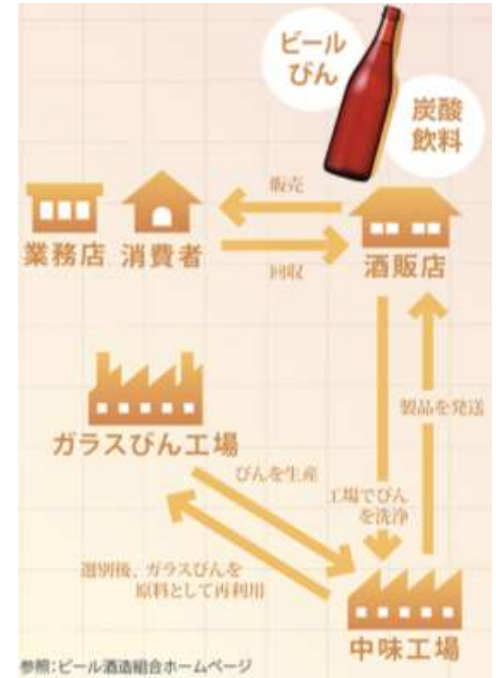 ビール
びん
炭酸
飲料
販売
業務店
消費者
酒販店
回収
製品を発送
ガラスびん工場
びんを生産
工場でびん
を洗浄
選別後、ガラスびんを
原料として再利用
中味工場
参照:ビール酒造組合ホームページ